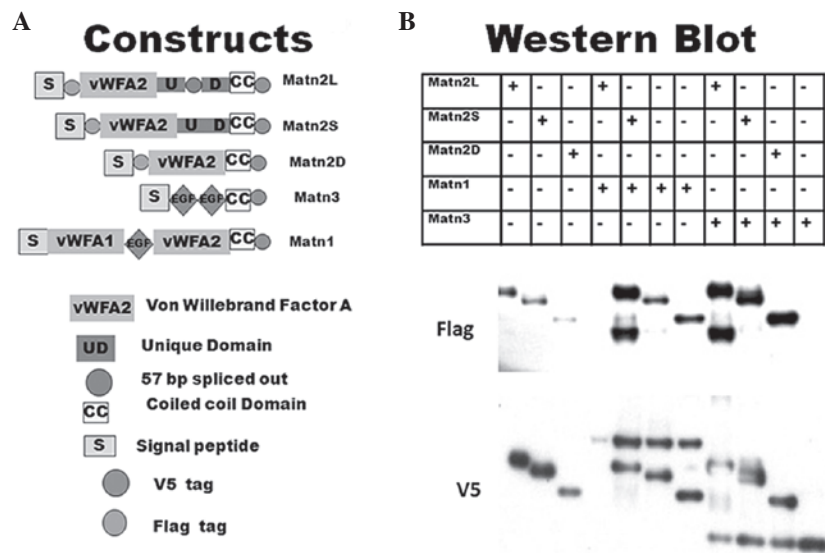 A
Constructs
S vWFA2 U D CC Matn2L
S vWFA2 U D CC Matn2S
S vWFA2 CC Matn2D
S EGF EGF CC Matn3
S vWFA1 EGF vWFA2 CC Matn1
vWFA2 Von Willebrand Factor A
UD Unique Domain
57 bp spliced out
CC Coiled coil Domain
S Signal peptide
V5 tag
Flag tag
B
Western Blot
Matn2L + - - - + - - - + - - -
Matn2S - + - - - + - - - + - -
Matn2D - - + - - - + - - - + -
Matn1 - - - + + + + - - - -
Matn3 - - - - - - - + + + +
Flag
V5